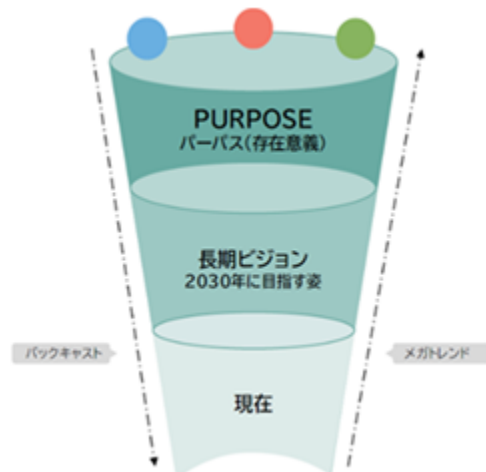 PURPOSE
パーパス(存在意義)
長期ビジョン
2030年に目指す姿
バックキャスト
メガトレンド
現在